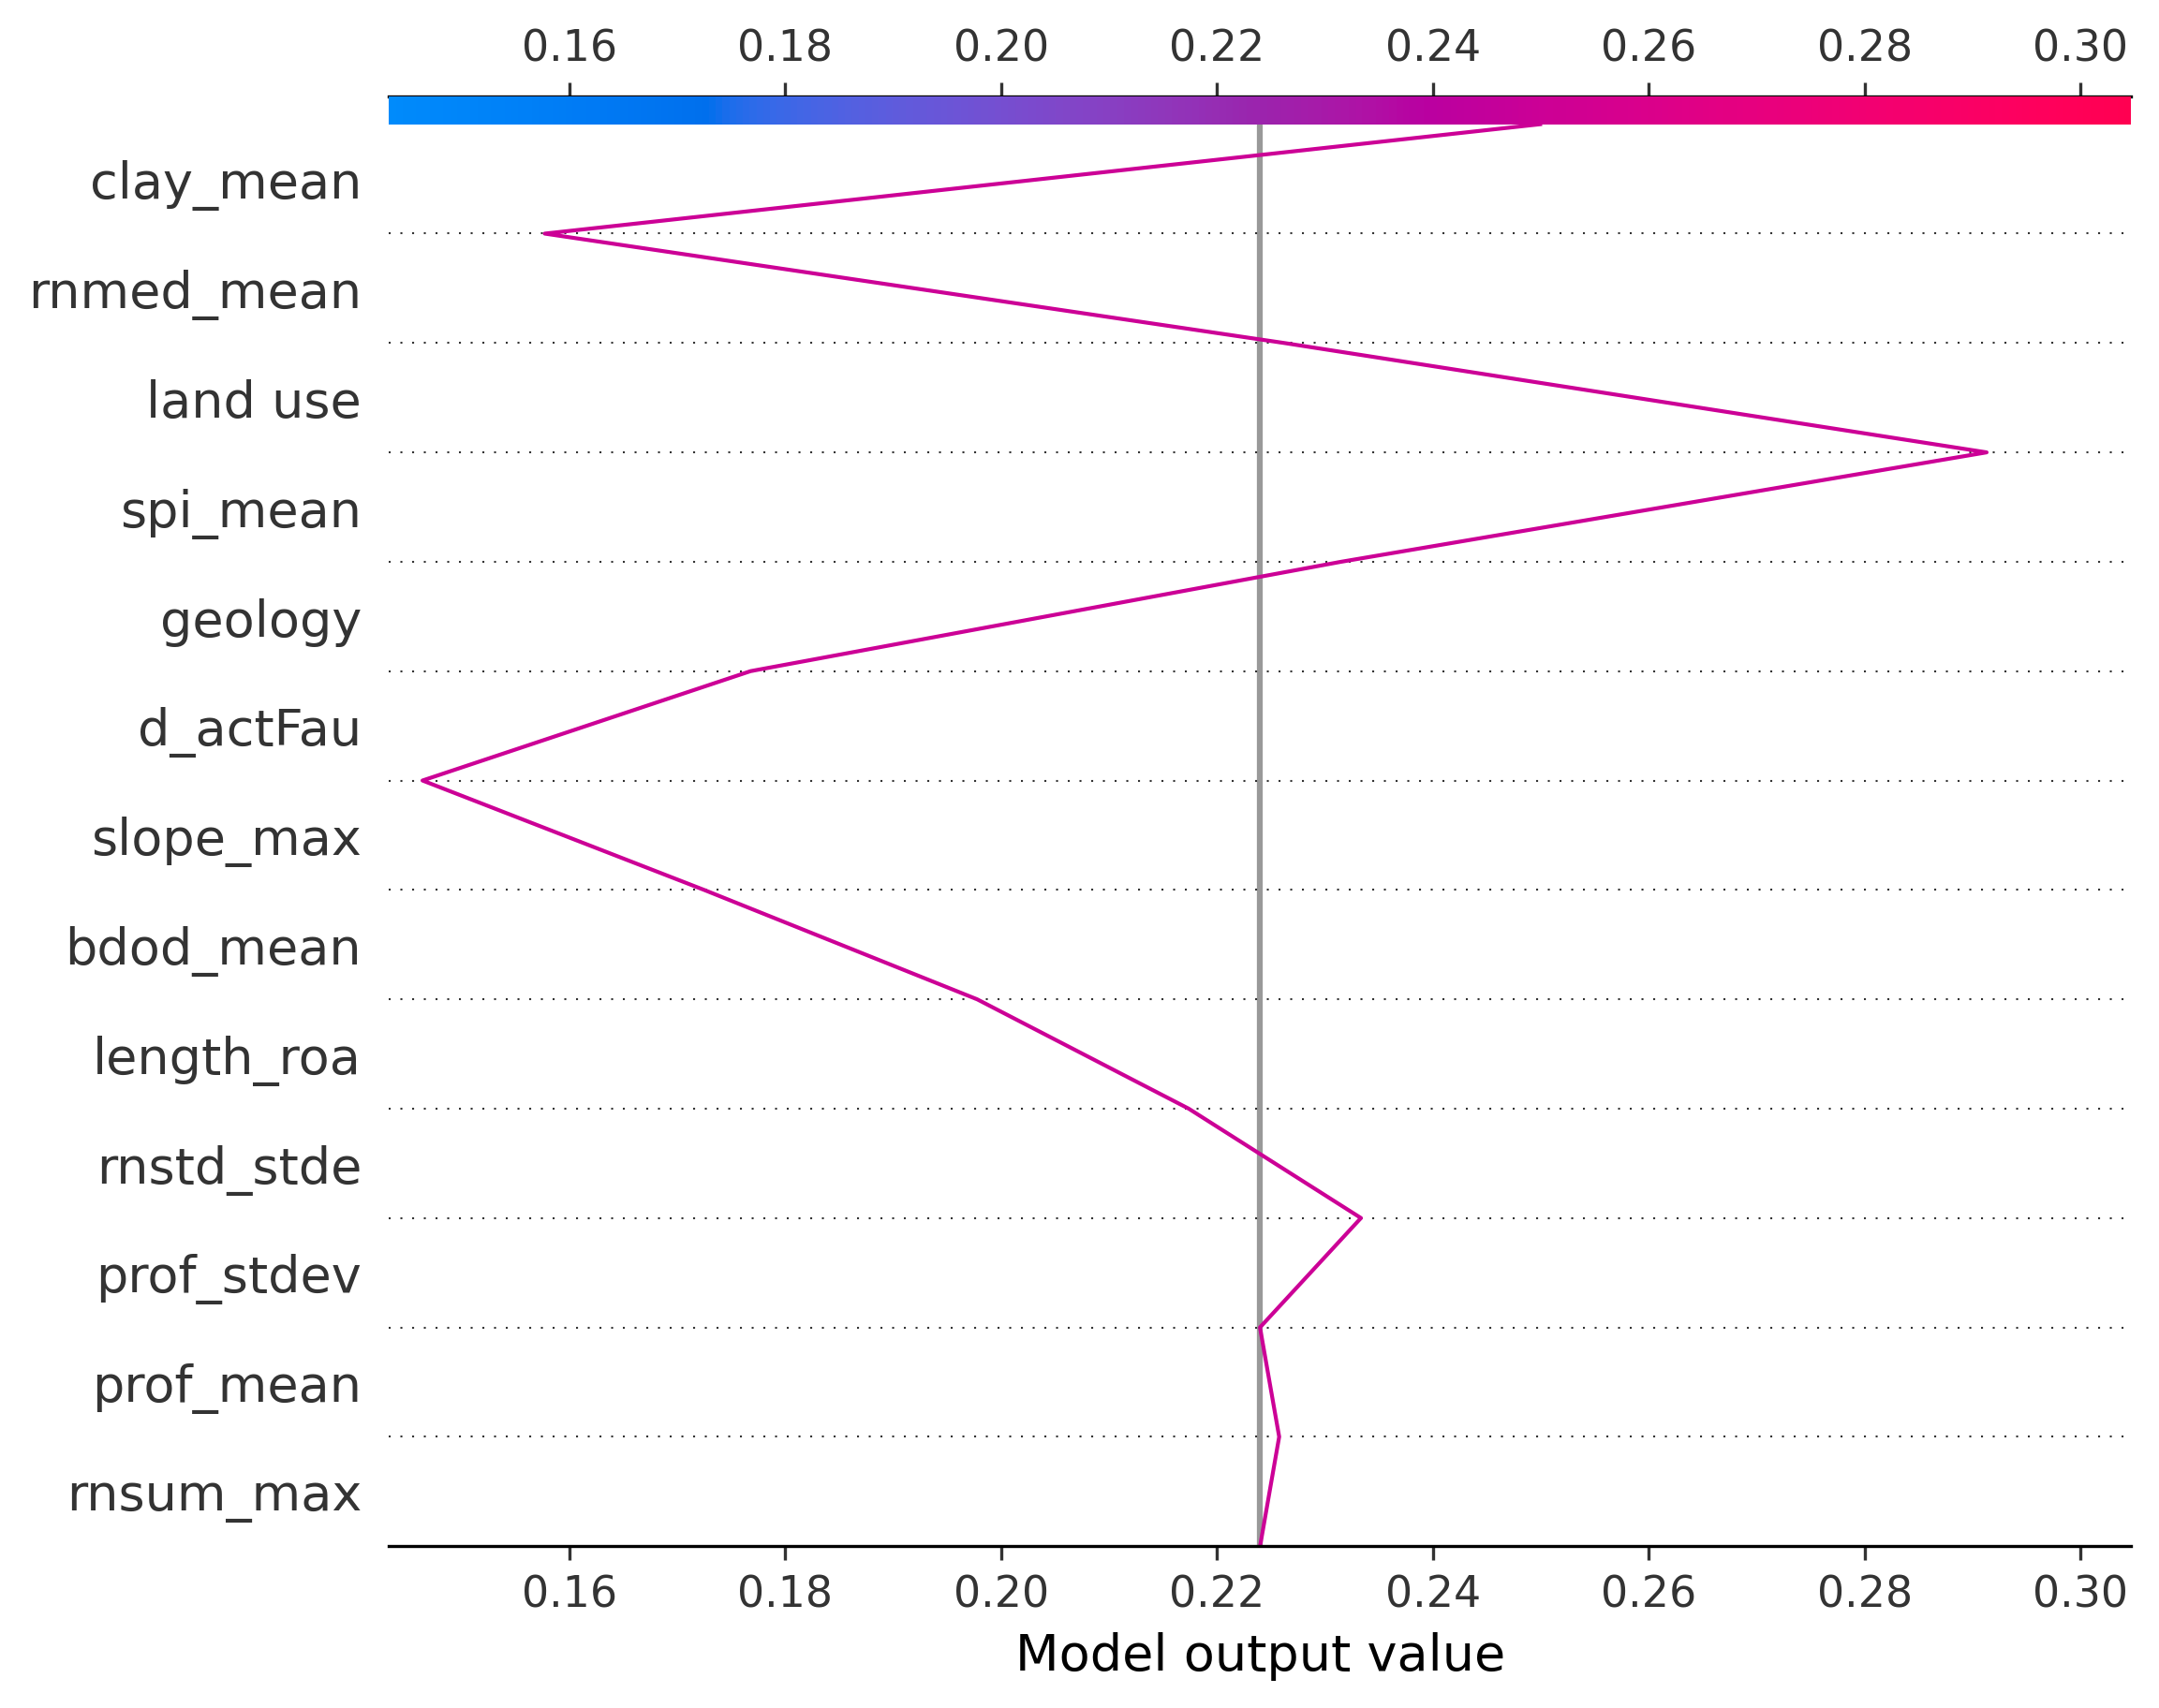 0.16 0.18 0.20 0.22 0.24 0.26 0.28 0.30
clay_mean
rnmed_mean
land use
spi_mean
geology
d_actFau
slope_max
bdod_mean
length_roa
rnstd_stde
prof_stdev
prof_mean
rnsum_max
0.16 0.18 0.20 0.22 0.24 0.26 0.28 0.30
Model output value